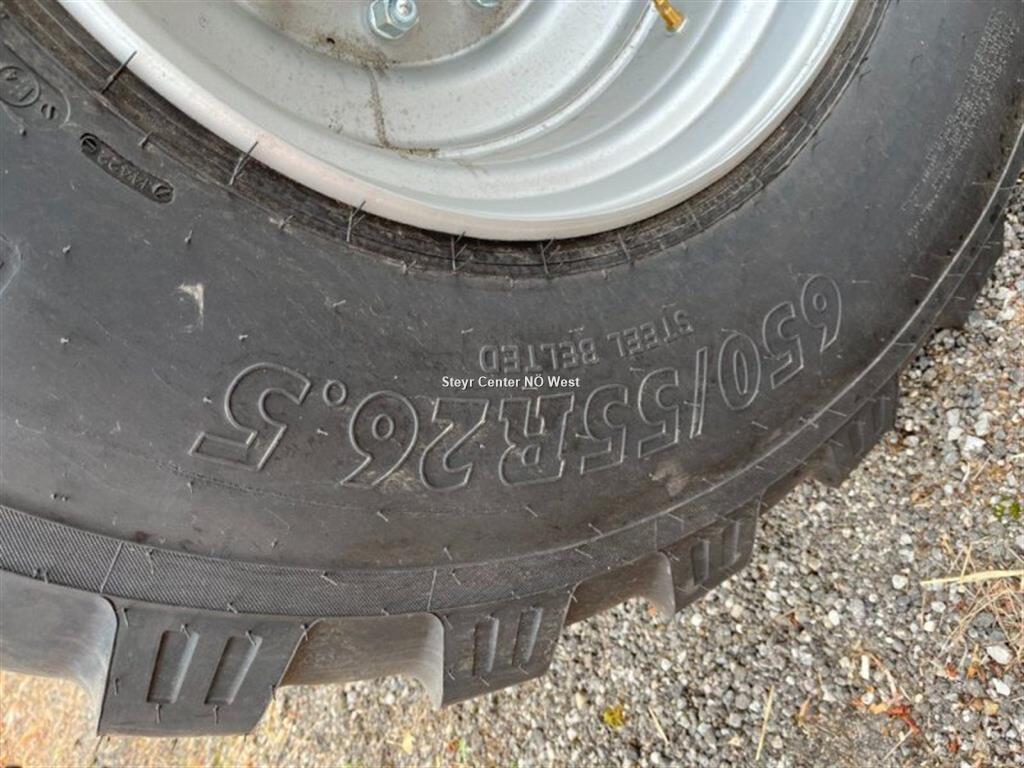 650/55R26.5
STEEL BELTED
Steyr Center NÖ West